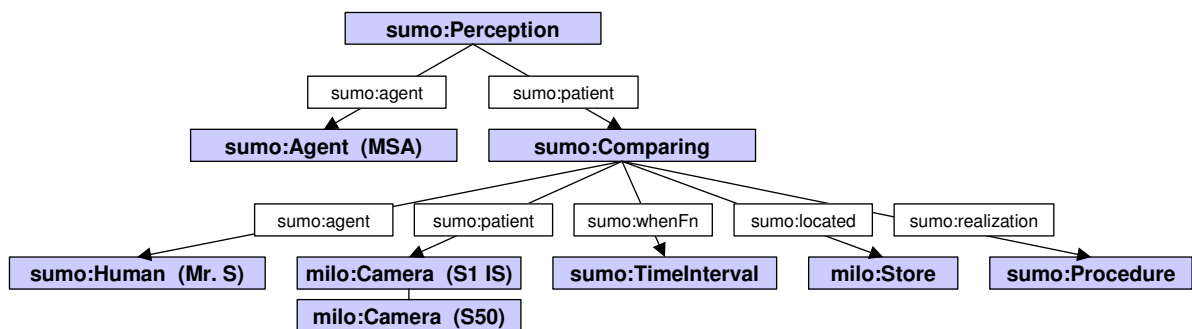 sumo:Perception
sumo:agent
sumo:patient
sumo:Agent (MSA)
sumo:Comparing
sumo:agent
sumo:patient
sumo:whenFn
sumo:located
sumo:realization
sumo:Human (Mr. S)
milo:Camera (S1 IS)
sumo:TimeInterval
milo:Store
sumo:Procedure
milo:Camera (S50)